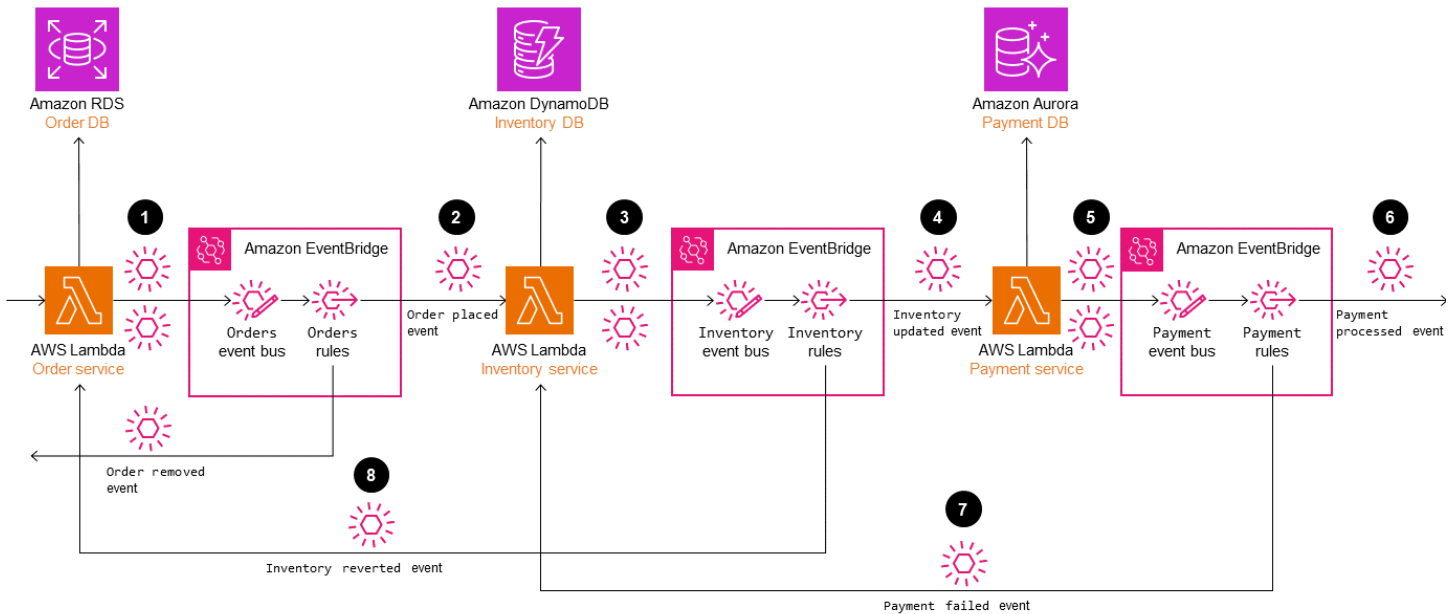 Amazon RDS
Order DB
Amazon DynamoDB
Inventory DB
Amazon Aurora
Payment DB
1
2
3
4
5
6
Amazon EventBridge
Amazon EventBridge
Amazon EventBridge
AWS Lambda
Order service
Orders
event bus
Orders
rules
Order placed
event
AWS Lambda
Inventory service
Inventory
event bus
Inventory
rules
Inventory
updated event
AWS Lambda
Payment service
Payment
event bus
Payment
rules
Payment
processed event
Order removed
event
8
Inventory reverted event
7
Payment failed event